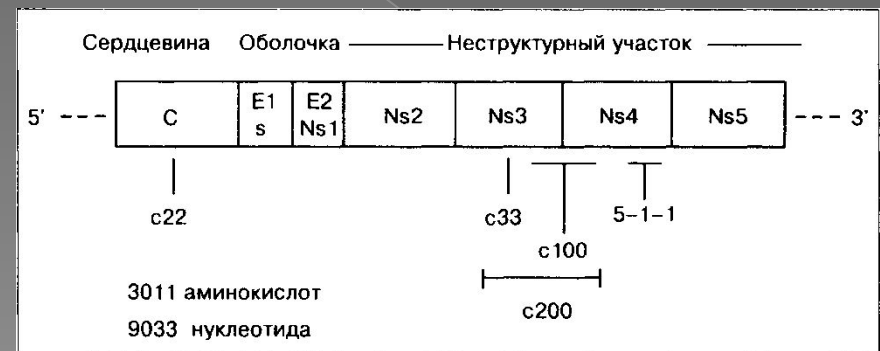 Сердцевина Оболочка Неструктурный участок
5' C E1 s E2 Ns1 Ns2 Ns3 Ns4 Ns5 3'
c22 c33 5-1-1
c100
c200
3011 аминокислот
9033 нуклеотида